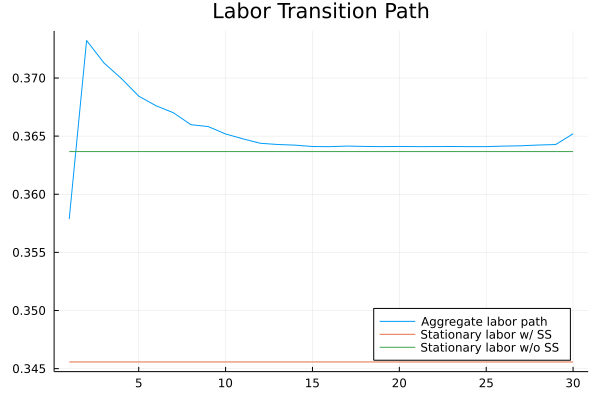 Labor Transition Path
0.370
0.365
0.360
0.355
0.350
0.345
Aggregate labor path
Stationary labor w/ SS
Stationary labor w/o SS
5 10 15 20 25 30